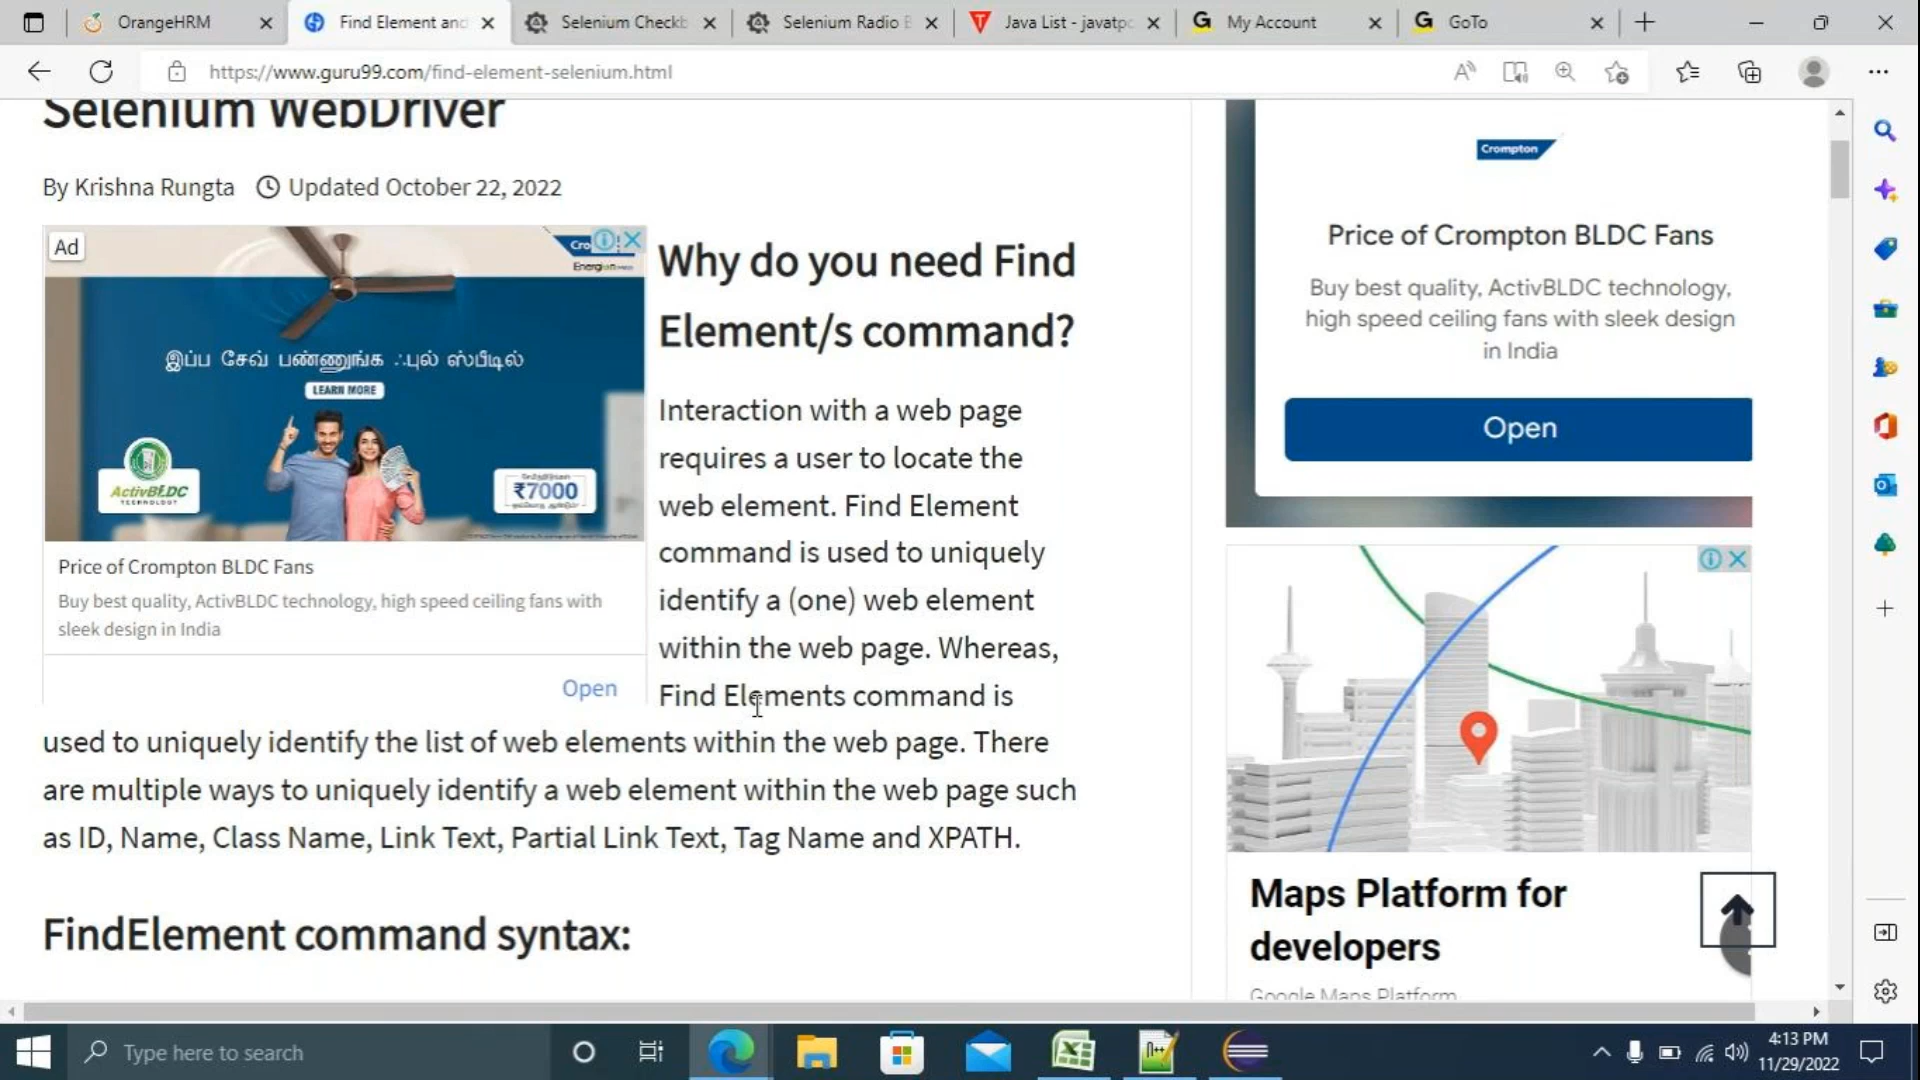 OrangeHRM
Find Element and
Selenium Checkb
Selenium Radio B
Java List - javatpo
My Account
GoTo
https://www.guru99.com/find-element-selenium.html
Selenium WebDriver
By Krishna Rungta
Updated October 22, 2022
Ad
இப்ப சேவ் பண்ணுங்க ஃபுல் ஸ்பீடில்
LEARN MORE
ActivBLDC
TECHNOLOGY
₹7000
Price of Crompton BLDC Fans
Buy best quality, ActivBLDC technology, high speed ceiling fans with
sleek design in India
Open
Why do you need Find
Element/s command?
Interaction with a web page
requires a user to locate the
web element. Find Element
command is used to uniquely
identify a (one) web element
within the web page. Whereas,
Find Elements command is
used to uniquely identify the list of web elements within the web page. There
are multiple ways to uniquely identify a web element within the web page such
as ID, Name, Class Name, Link Text, Partial Link Text, Tag Name and XPATH.
FindElement command syntax:
Crompton
Price of Crompton BLDC Fans
Buy best quality, ActivBLDC technology,
high speed ceiling fans with sleek design
in India
Open
Maps Platform for
developers
Google Maps Platform
Type here to search
4:13 PM
11/29/2022